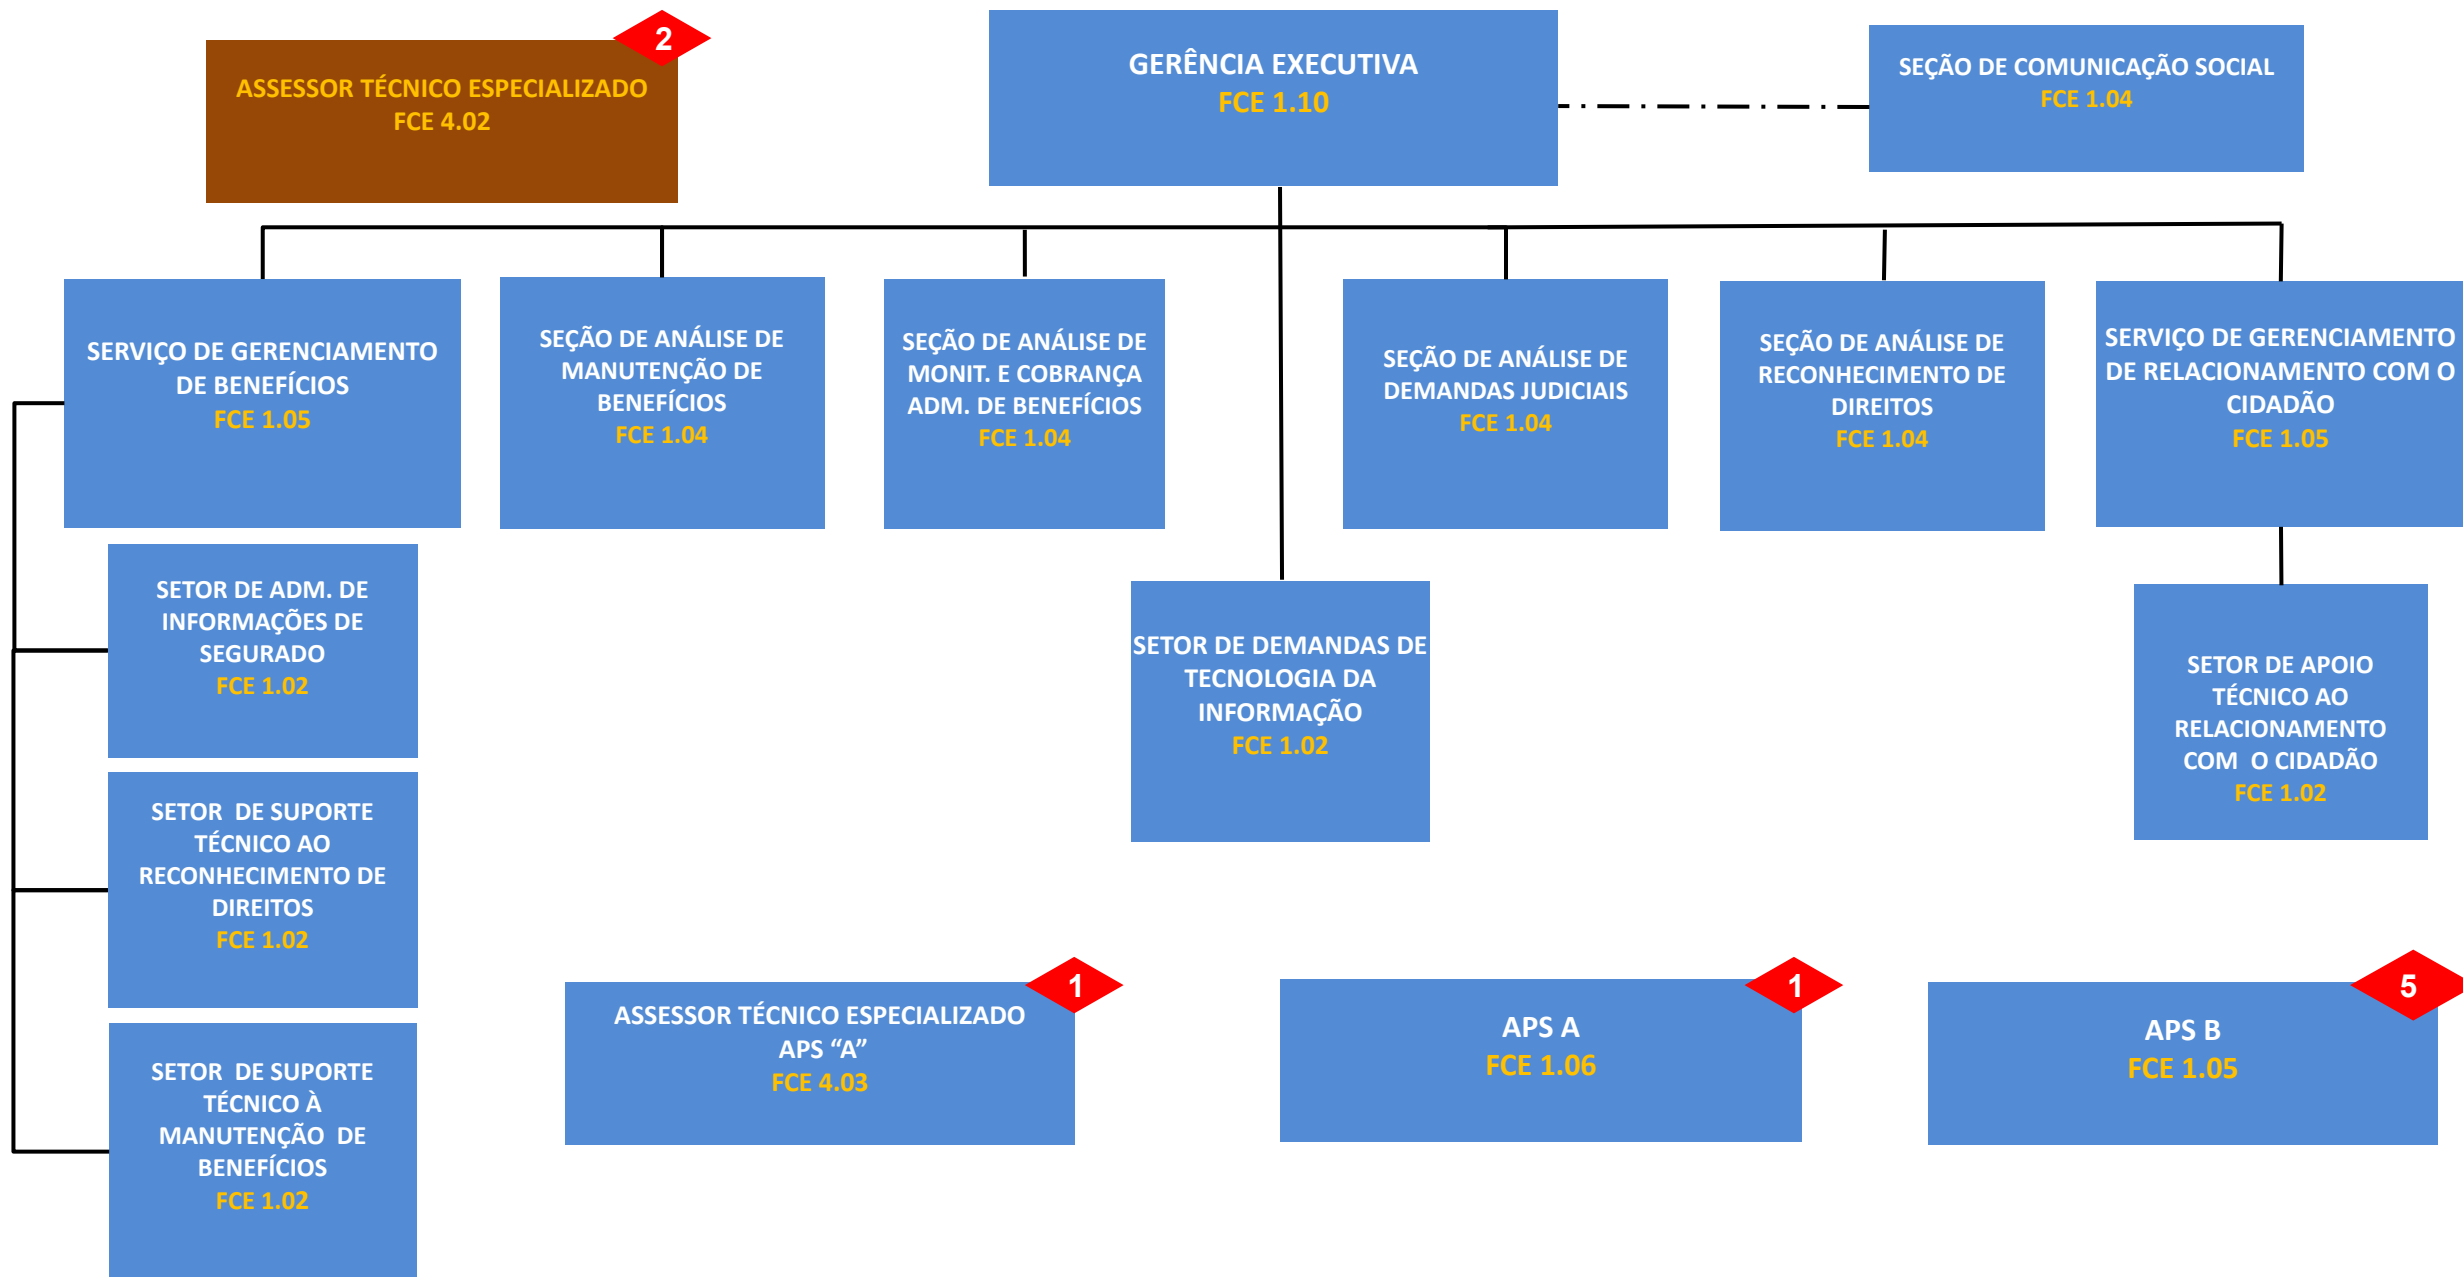 2
ASSESSOR TÉCNICO ESPECIALIZADO
FCE 4.02
GERÊNCIA EXECUTIVA
FCE 1.10
SEÇÃO DE COMUNICAÇÃO SOCIAL
FCE 1.04
SERVIÇO DE GERENCIAMENTO
DE BENEFÍCIOS
FCE 1.05
SEÇÃO DE ANÁLISE DE
MANUTENÇÃO DE
BENEFÍCIOS
FCE 1.04
SEÇÃO DE ANÁLISE DE
MONIT. E COBRANÇA
ADM. DE BENEFÍCIOS
FCE 1.04
SEÇÃO DE ANÁLISE DE
DEMANDAS JUDICIAIS
FCE 1.04
SEÇÃO DE ANÁLISE DE
RECONHECIMENTO DE
DIREITOS
FCE 1.04
SERVIÇO DE GERENCIAMENTO
DE RELACIONAMENTO COM O
CIDADÃO
FCE 1.05
SETOR DE ADM. DE
INFORMAÇÕES DE
SEGURADO
FCE 1.02
SETOR DE DEMANDAS DE
TECNOLOGIA DA
INFORMAÇÃO
FCE 1.02
SETOR DE APOIO
TÉCNICO AO
RELACIONAMENTO
COM  O CIDADÃO
FCE 1.02
SETOR  DE SUPORTE
TÉCNICO AO
RECONHECIMENTO DE
DIREITOS
FCE 1.02
SETOR  DE SUPORTE
TÉCNICO À
MANUTENÇÃO  DE
BENEFÍCIOS
FCE 1.02
1
ASSESSOR TÉCNICO ESPECIALIZADO
APS “A”
FCE 4.03
1
APS A
FCE 1.06
5
APS B
FCE 1.05